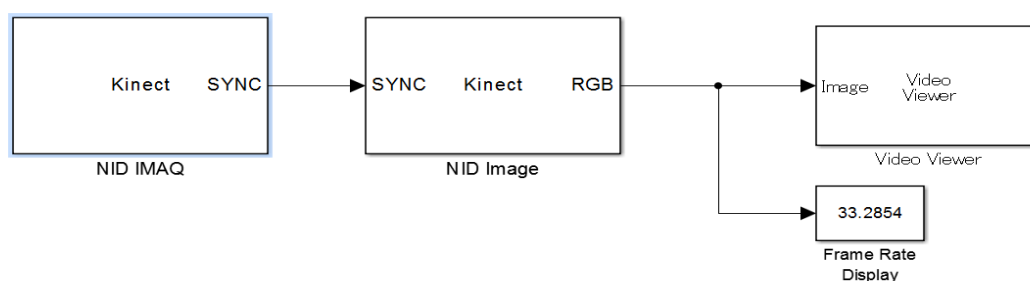 Kinect SYNC
NID IMAQ
SYNC Kinect RGB
NID Image
Image Video
Viewer
Video Viewer
33.2854
Frame Rate
Display